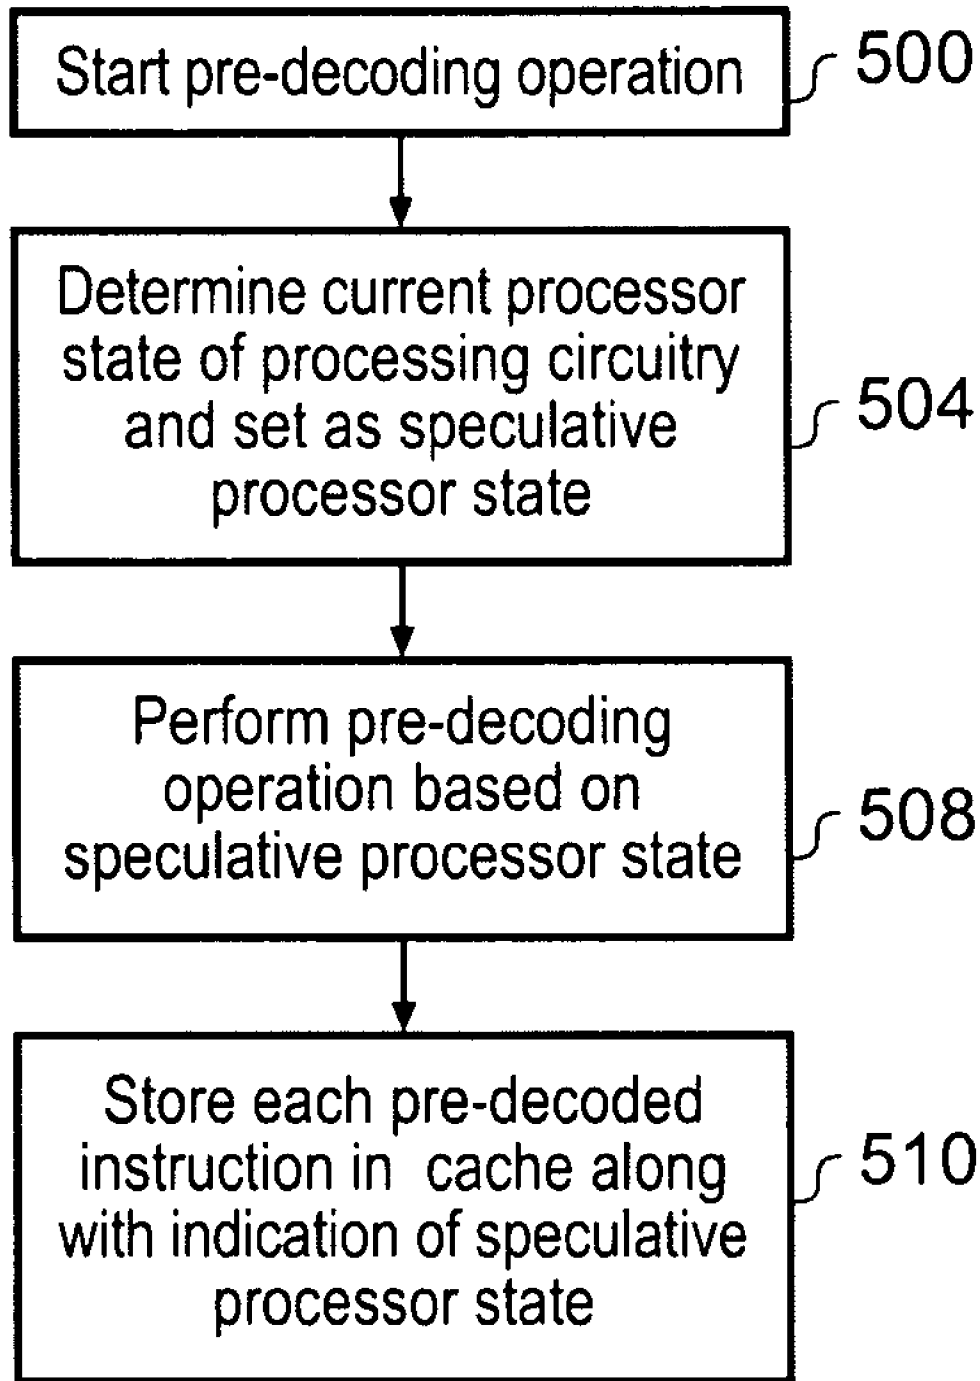 Start pre-decoding operation
500
Determine current processor
state of processing circuitry
and set as speculative
processor state
504
Perform pre-decoding
operation based on
speculative processor state
508
Store each pre-decoded
instruction in cache along
with indication of speculative
processor state
510